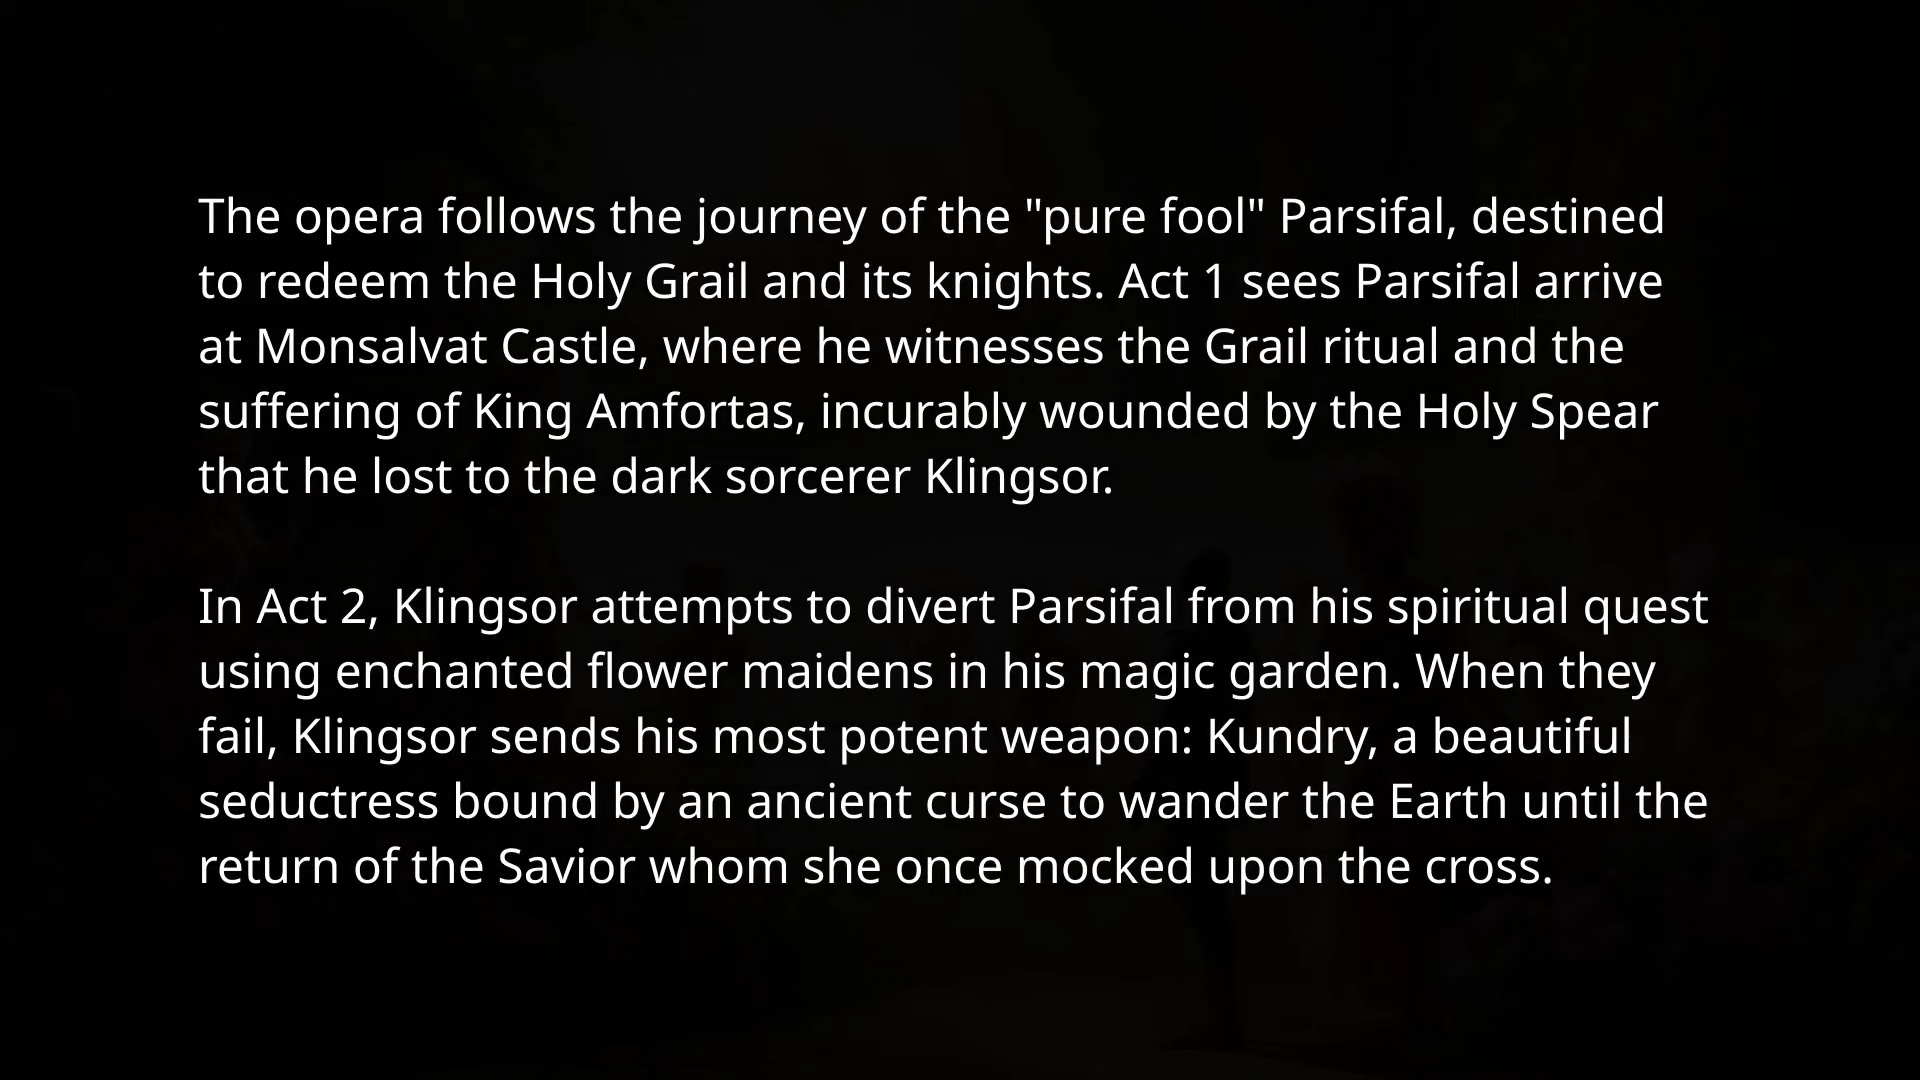 The opera follows the journey of the "pure fool" Parsifal, destined
to redeem the Holy Grail and its knights. Act 1 sees Parsifal arrive
at Monsalvat Castle, where he witnesses the Grail ritual and the
suffering of King Amfortas, incurably wounded by the Holy Spear
that he lost to the dark sorcerer Klingsor.
In Act 2, Klingsor attempts to divert Parsifal from his spiritual quest
using enchanted flower maidens in his magic garden. When they
fail, Klingsor sends his most potent weapon: Kundry, a beautiful
seductress bound by an ancient curse to wander the Earth until the
return of the Savior whom she once mocked upon the cross.